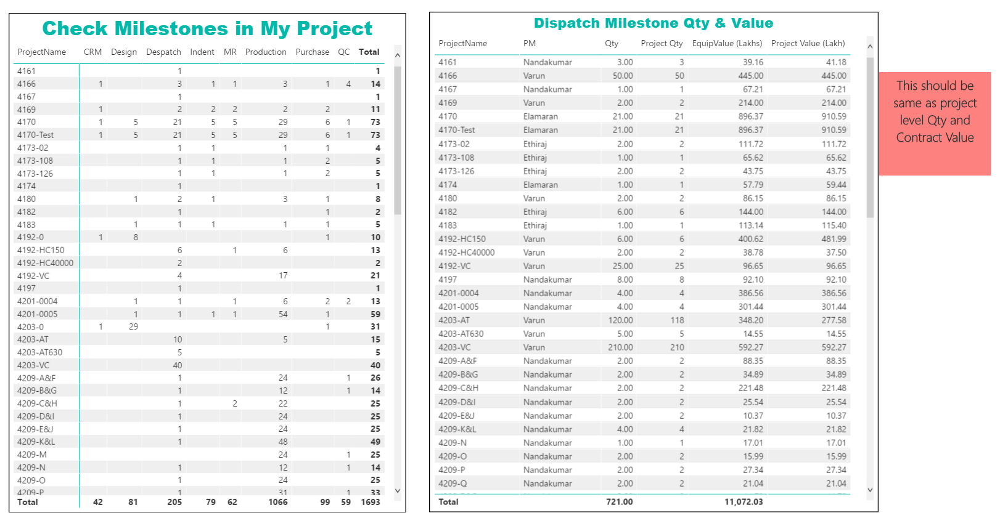 Check Milestones in My Project
ProjectName CRM Design Despatch Indent MR Production Purchase QC Total
4161 1 1
4166 1 3 1 1 3 1 4 14
4167 1 1
4169 1 2 2 2 2 2 11
4170 1 5 21 5 5 29 6 1 73
4170-Test 1 5 21 5 5 29 6 1 73
4173-02 1 1 1 1 4
4173-108 1 1 1 2 5
4173-126 1 1 1 2 5
4174 1 1
4180 1 2 1 3 1 8
4182 1 1 2
4183 1 1 1 1 1 5
4192-0 1 8 1 10
4192-HC150 6 1 6 13
4192-HC40000 2 2
4192-VC 4 17 21
4197 1 1
4201-0004 1 1 1 6 2 2 13
4201-0005 1 1 1 1 54 1 59
4203-0 1 29 1 31
4203-AT 10 5 15
4203-AT630 5 5
4203-VC 40 40
4209-A&F 1 24 1 26
4209-B&G 1 12 1 14
4209-C&H 1 2 22 25
4209-D&I 1 24 25
4209-E&J 1 24 25
4209-K&L 1 48 49
4209-M 24 1 25
4209-N 1 12 1 14
4209-O 1 24 25
4209-P 1 31 1 33
Total 42 81 205 79 62 1066 99 59 1693
Dispatch Milestone Qty & Value
ProjectName PM Qty Project Qty EquipValue (Lakhs) Project Value (Lakh)
4161 Nandakumar 3.00 3 39.16 41.18
4166 Varun 50.00 50 445.00 445.00
4167 Nandakumar 1.00 1 67.21 67.21
4169 Varun 2.00 2 214.00 214.00
4170 Elamaran 21.00 21 896.37 910.59
4170-Test Elamaran 21.00 21 896.37 910.59
4173-02 Ethiraj 2.00 2 111.72 111.72
4173-108 Ethiraj 1.00 1 65.62 65.62
4173-126 Ethiraj 2.00 2 43.75 43.75
4174 Elamaran 1.00 1 57.79 59.44
4180 Varun 2.00 2 86.15 86.15
4182 Ethiraj 6.00 6 144.00 144.00
4183 Ethiraj 1.00 1 113.14 115.40
4192-HC150 Varun 6.00 6 400.62 481.99
4192-HC40000 Varun 2.00 2 38.78 37.50
4192-VC Varun 25.00 25 96.65 96.65
4197 Nandakumar 8.00 8 92.10 92.10
4201-0004 Nandakumar 4.00 4 386.56 386.56
4201-0005 Nandakumar 4.00 4 301.44 301.44
4203-AT Varun 120.00 118 348.20 277.58
4203-AT630 Varun 5.00 5 14.55 14.55
4203-VC Varun 210.00 210 592.27 592.27
4209-A&F Nandakumar 2.00 2 88.35 88.35
4209-B&G Nandakumar 2.00 2 34.89 34.89
4209-C&H Nandakumar 2.00 2 221.48 221.48
4209-D&I Nandakumar 2.00 2 25.54 25.54
4209-E&J Nandakumar 2.00 2 10.37 10.37
4209-K&L Nandakumar 4.00 4 21.82 21.82
4209-N Nandakumar 1.00 1 17.01 17.01
4209-O Nandakumar 2.00 2 15.99 15.99
4209-P Nandakumar 2.00 2 27.34 27.34
4209-Q Nandakumar 2.00 2 21.04 21.04
Total 721.00 11,072.03
This should be
same as project
level Qty and
Contract Value